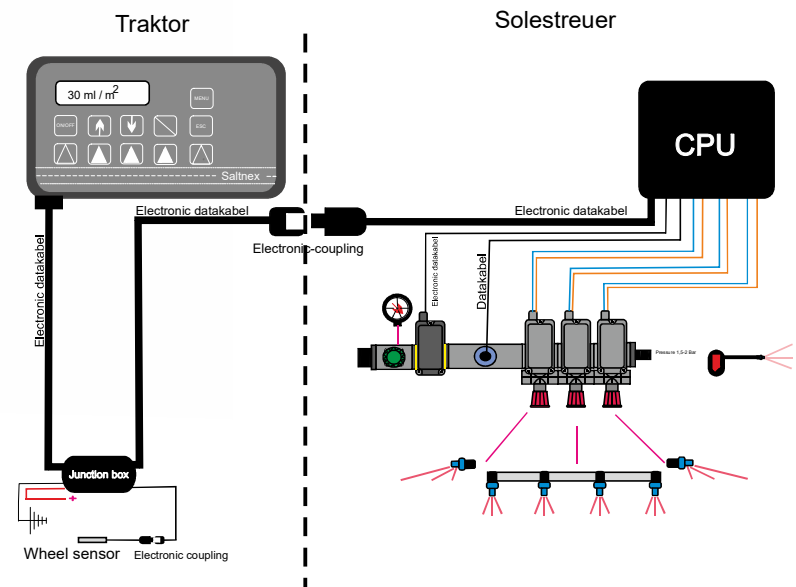 Traktor
Solestreuer
30 ml / m2
MENU
ON/OFF
ESC
Saltnex
CPU
Electronic datakabel
Electronic datakabel
Electronic-coupling
Electronic datakabel
Electronic datakabel
Datakabel
Pressure 1,5-2 Bar
Junction box
+
Wheel sensor
Electronic coupling